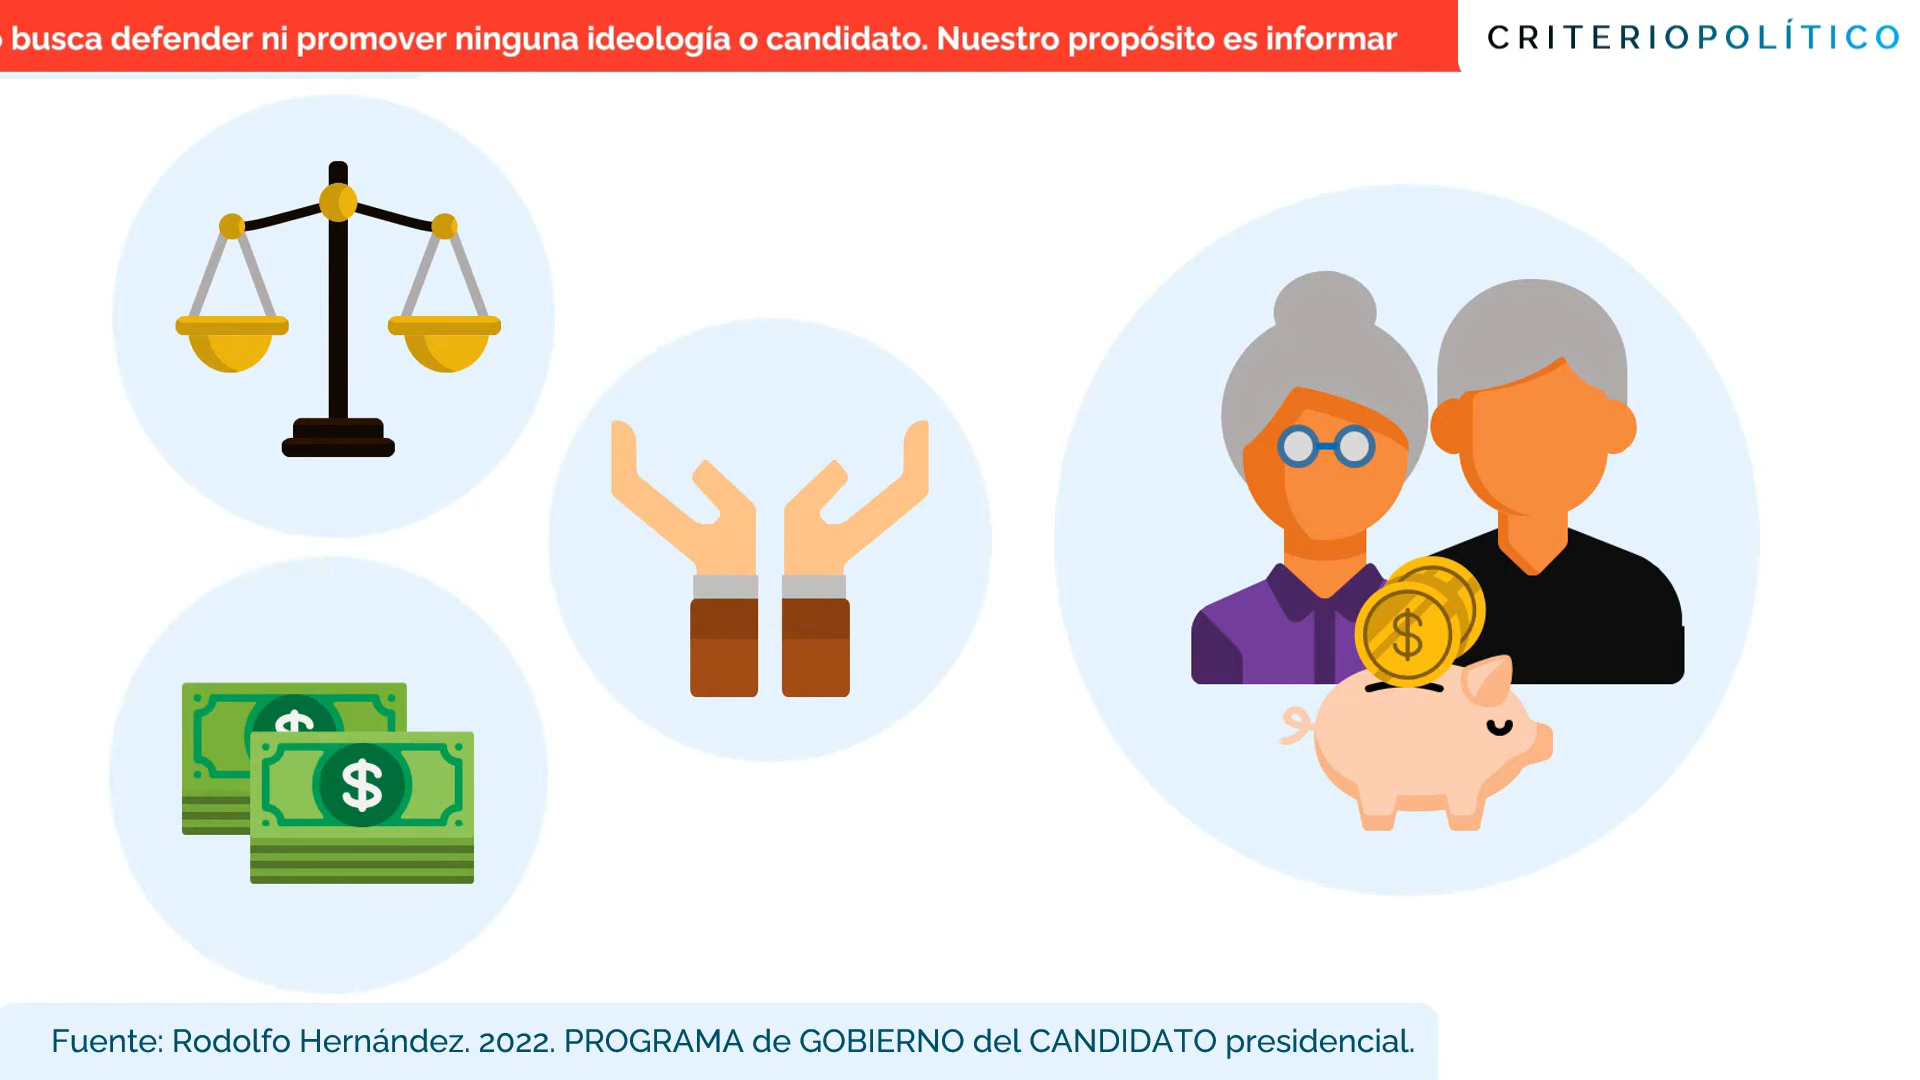 busca defender ni promover ninguna ideología o candidato. Nuestro propósito es informar
CRITERIOPOLÍTICO
$
$
$
Fuente: Rodolfo Hernández. 2022. PROGRAMA de GOBIERNO del CANDIDATO presidencial.